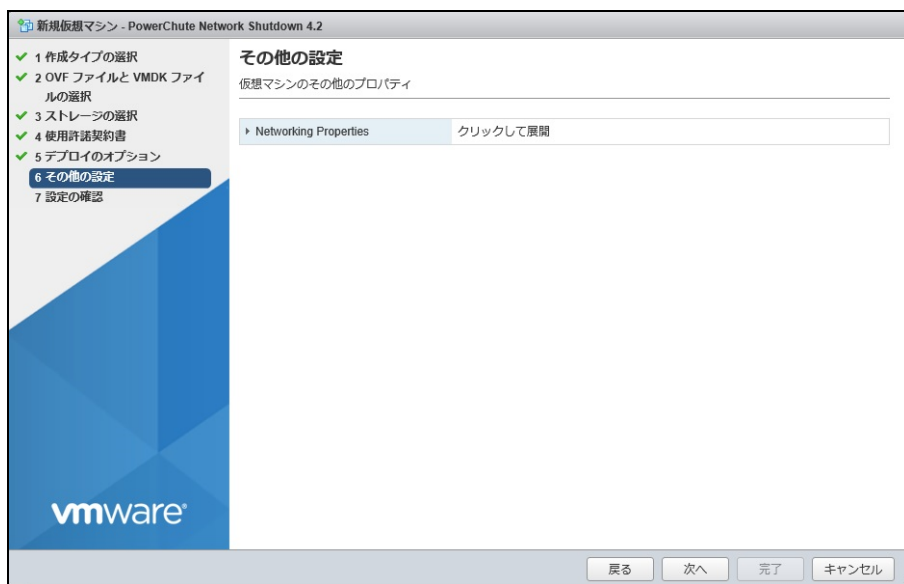 新規仮想マシン - PowerChute Network Shutdown 4.2
1 作成タイプの選択
2 OVF ファイルと VMDK ファイ
ルの選択
3 ストレージの選択
4 使用許諾契約書
5 デプロイのオプション
6 その他の設定
7 設定の確認
その他の設定
仮想マシンのその他のプロパティ
Networking Properties クリックして展開
vmware®
戻る 次へ 完了 キャンセル